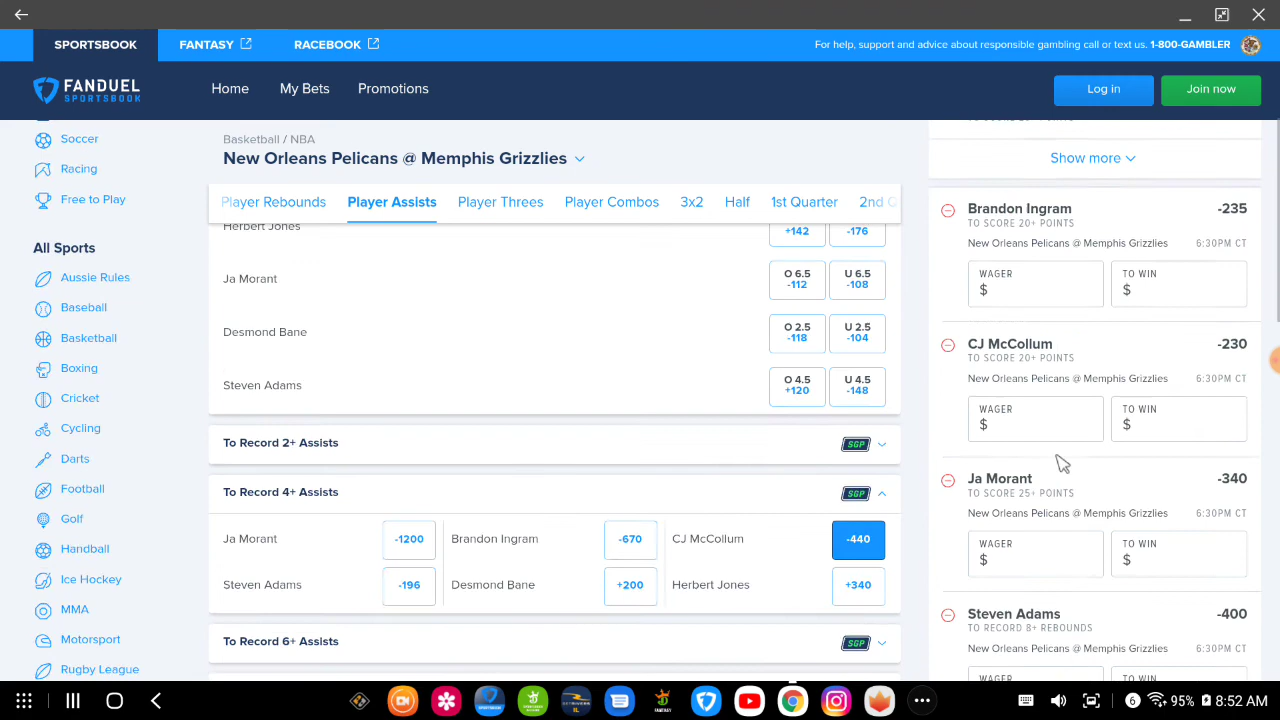 SPORTSBOOK
FANTASY
RACEBOOK
For help, support and advice about responsible gambling call or text us. 1-800-GAMBLER
FANDUEL
SPORTSBOOK
Home
My Bets
Promotions
Log in
Join now
Soccer
Racing
Free to Play
All Sports
Aussie Rules
Baseball
Basketball
Boxing
Cricket
Cycling
Darts
Football
Golf
Handball
Ice Hockey
MMA
Motorsport
Rugby League
Basketball / NBA
New Orleans Pelicans @ Memphis Grizzlies
Player Rebounds
Player Assists
Player Threes
Player Combos
3x2
Half
1st Quarter
2nd Q
Herbert Jones
+142
-176
Ja Morant
O 6.5
-112
U 6.5
-108
Desmond Bane
O 2.5
-118
U 2.5
-104
Steven Adams
O 4.5
+120
U 4.5
-148
To Record 2+ Assists
SGP
To Record 4+ Assists
SGP
Ja Morant
-1200
Brandon Ingram
-670
CJ McCollum
-440
Steven Adams
-196
Desmond Bane
+200
Herbert Jones
+340
To Record 6+ Assists
SGP
Show more
Brandon Ingram
-235
TO SCORE 20+ POINTS
New Orleans Pelicans @ Memphis Grizzlies
6:30PM CT
WAGER
$
TO WIN
$
CJ McCollum
-230
TO SCORE 20+ POINTS
New Orleans Pelicans @ Memphis Grizzlies
6:30PM CT
WAGER
$
TO WIN
$
Ja Morant
-340
TO SCORE 25+ POINTS
New Orleans Pelicans @ Memphis Grizzlies
6:30PM CT
WAGER
$
TO WIN
$
Steven Adams
-400
TO RECORD 8+ REBOUNDS
New Orleans Pelicans @ Memphis Grizzlies
6:30PM CT
WAGER
TO WIN
6
95%
8:52 AM